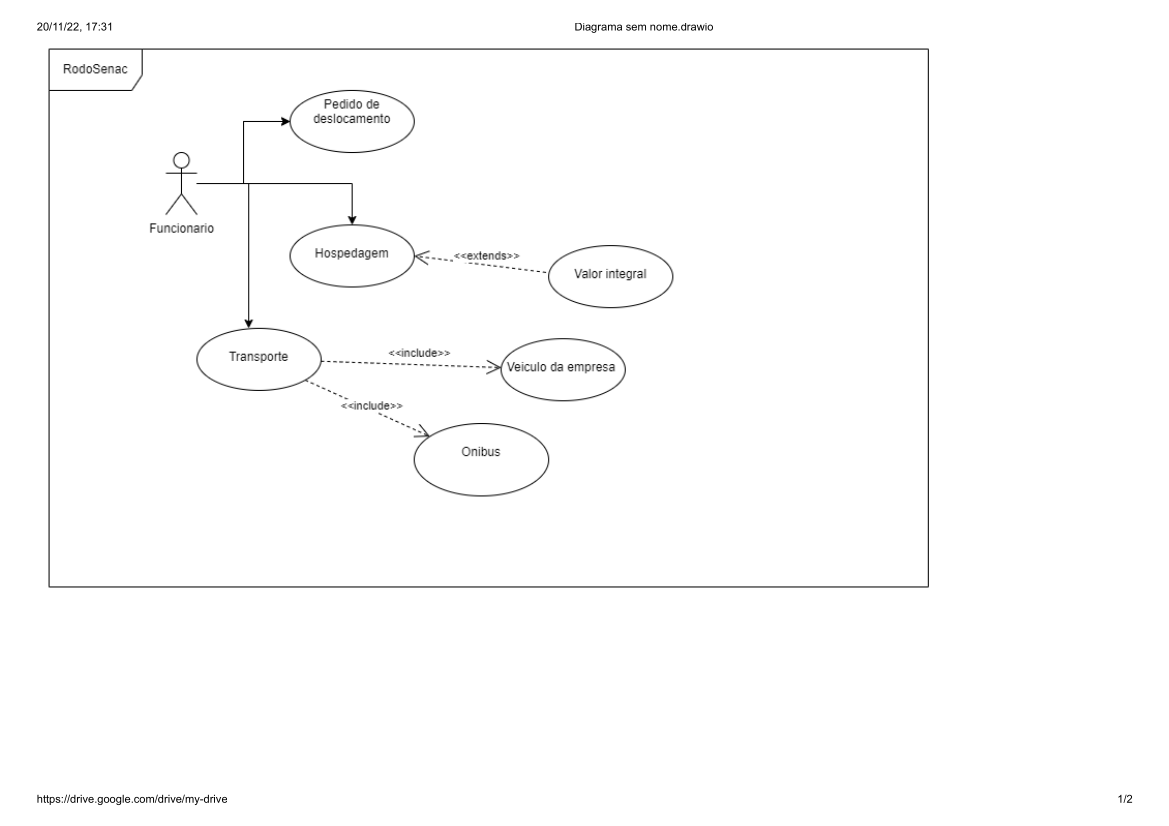 20/11/22, 17:31
Diagrama sem nome.drawio
RodoSenac
Pedido de
deslocamento
Funcionario
Hospedagem
<<extends>>
Valor integral
Transporte
<<include>>
Veiculo da empresa
<<include>>
Onibus
https://drive.google.com/drive/my-drive
1/2